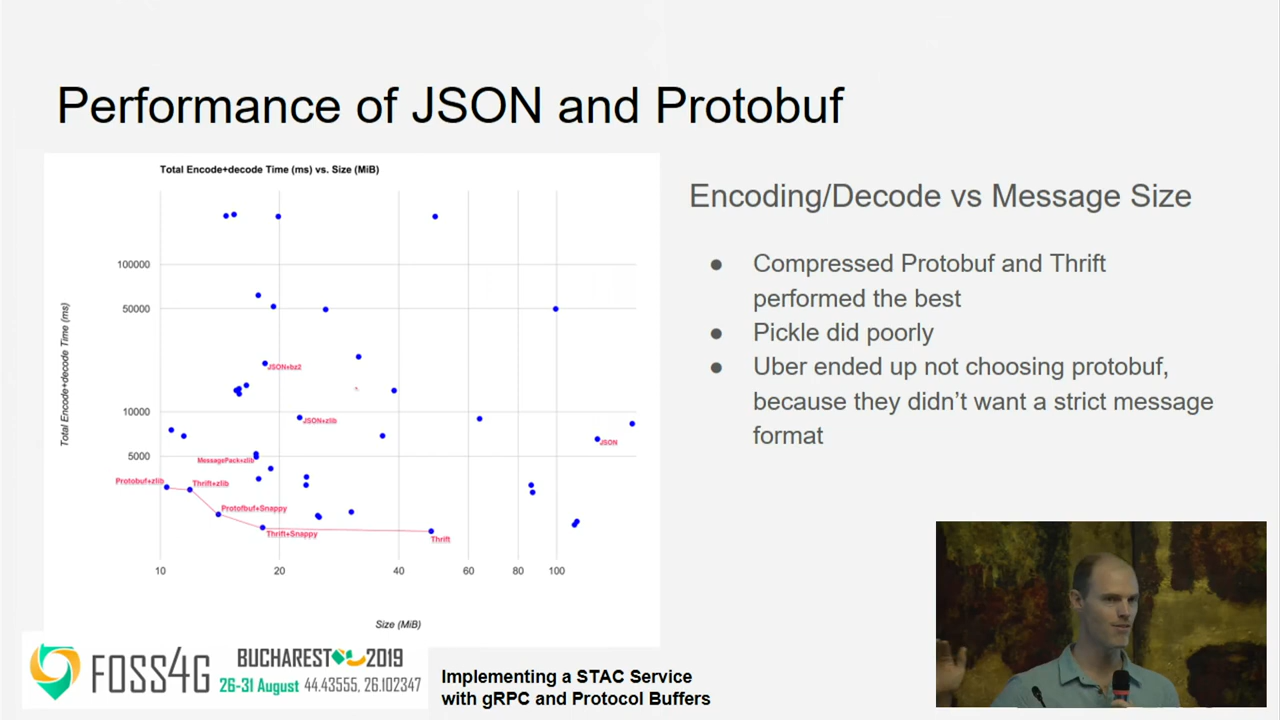 Performance of JSON and Protobuf
Total Encode+decode Time (ms) vs. Size (MiB)
Total Encode+decode Time (ms)
100000
50000
10000
5000
JSON+bz2
JSON+zlib
JSON
MessagePack+zlib
Protobuf+zlib
Thrift+zlib
Protofbuf+Snappy
Thrift+Snappy
Thrift
10 20 40 60 80 100
Size (MiB)
Encoding/Decode vs Message Size
● Compressed Protobuf and Thrift
performed the best
● Pickle did poorly
● Uber ended up not choosing protobuf,
because they didn't want a strict message
format
FOSS4G
BUCHAREST 2019
26-31 August 44.43555, 26.102347
Implementing a STAC Service
with gRPC and Protocol Buffers